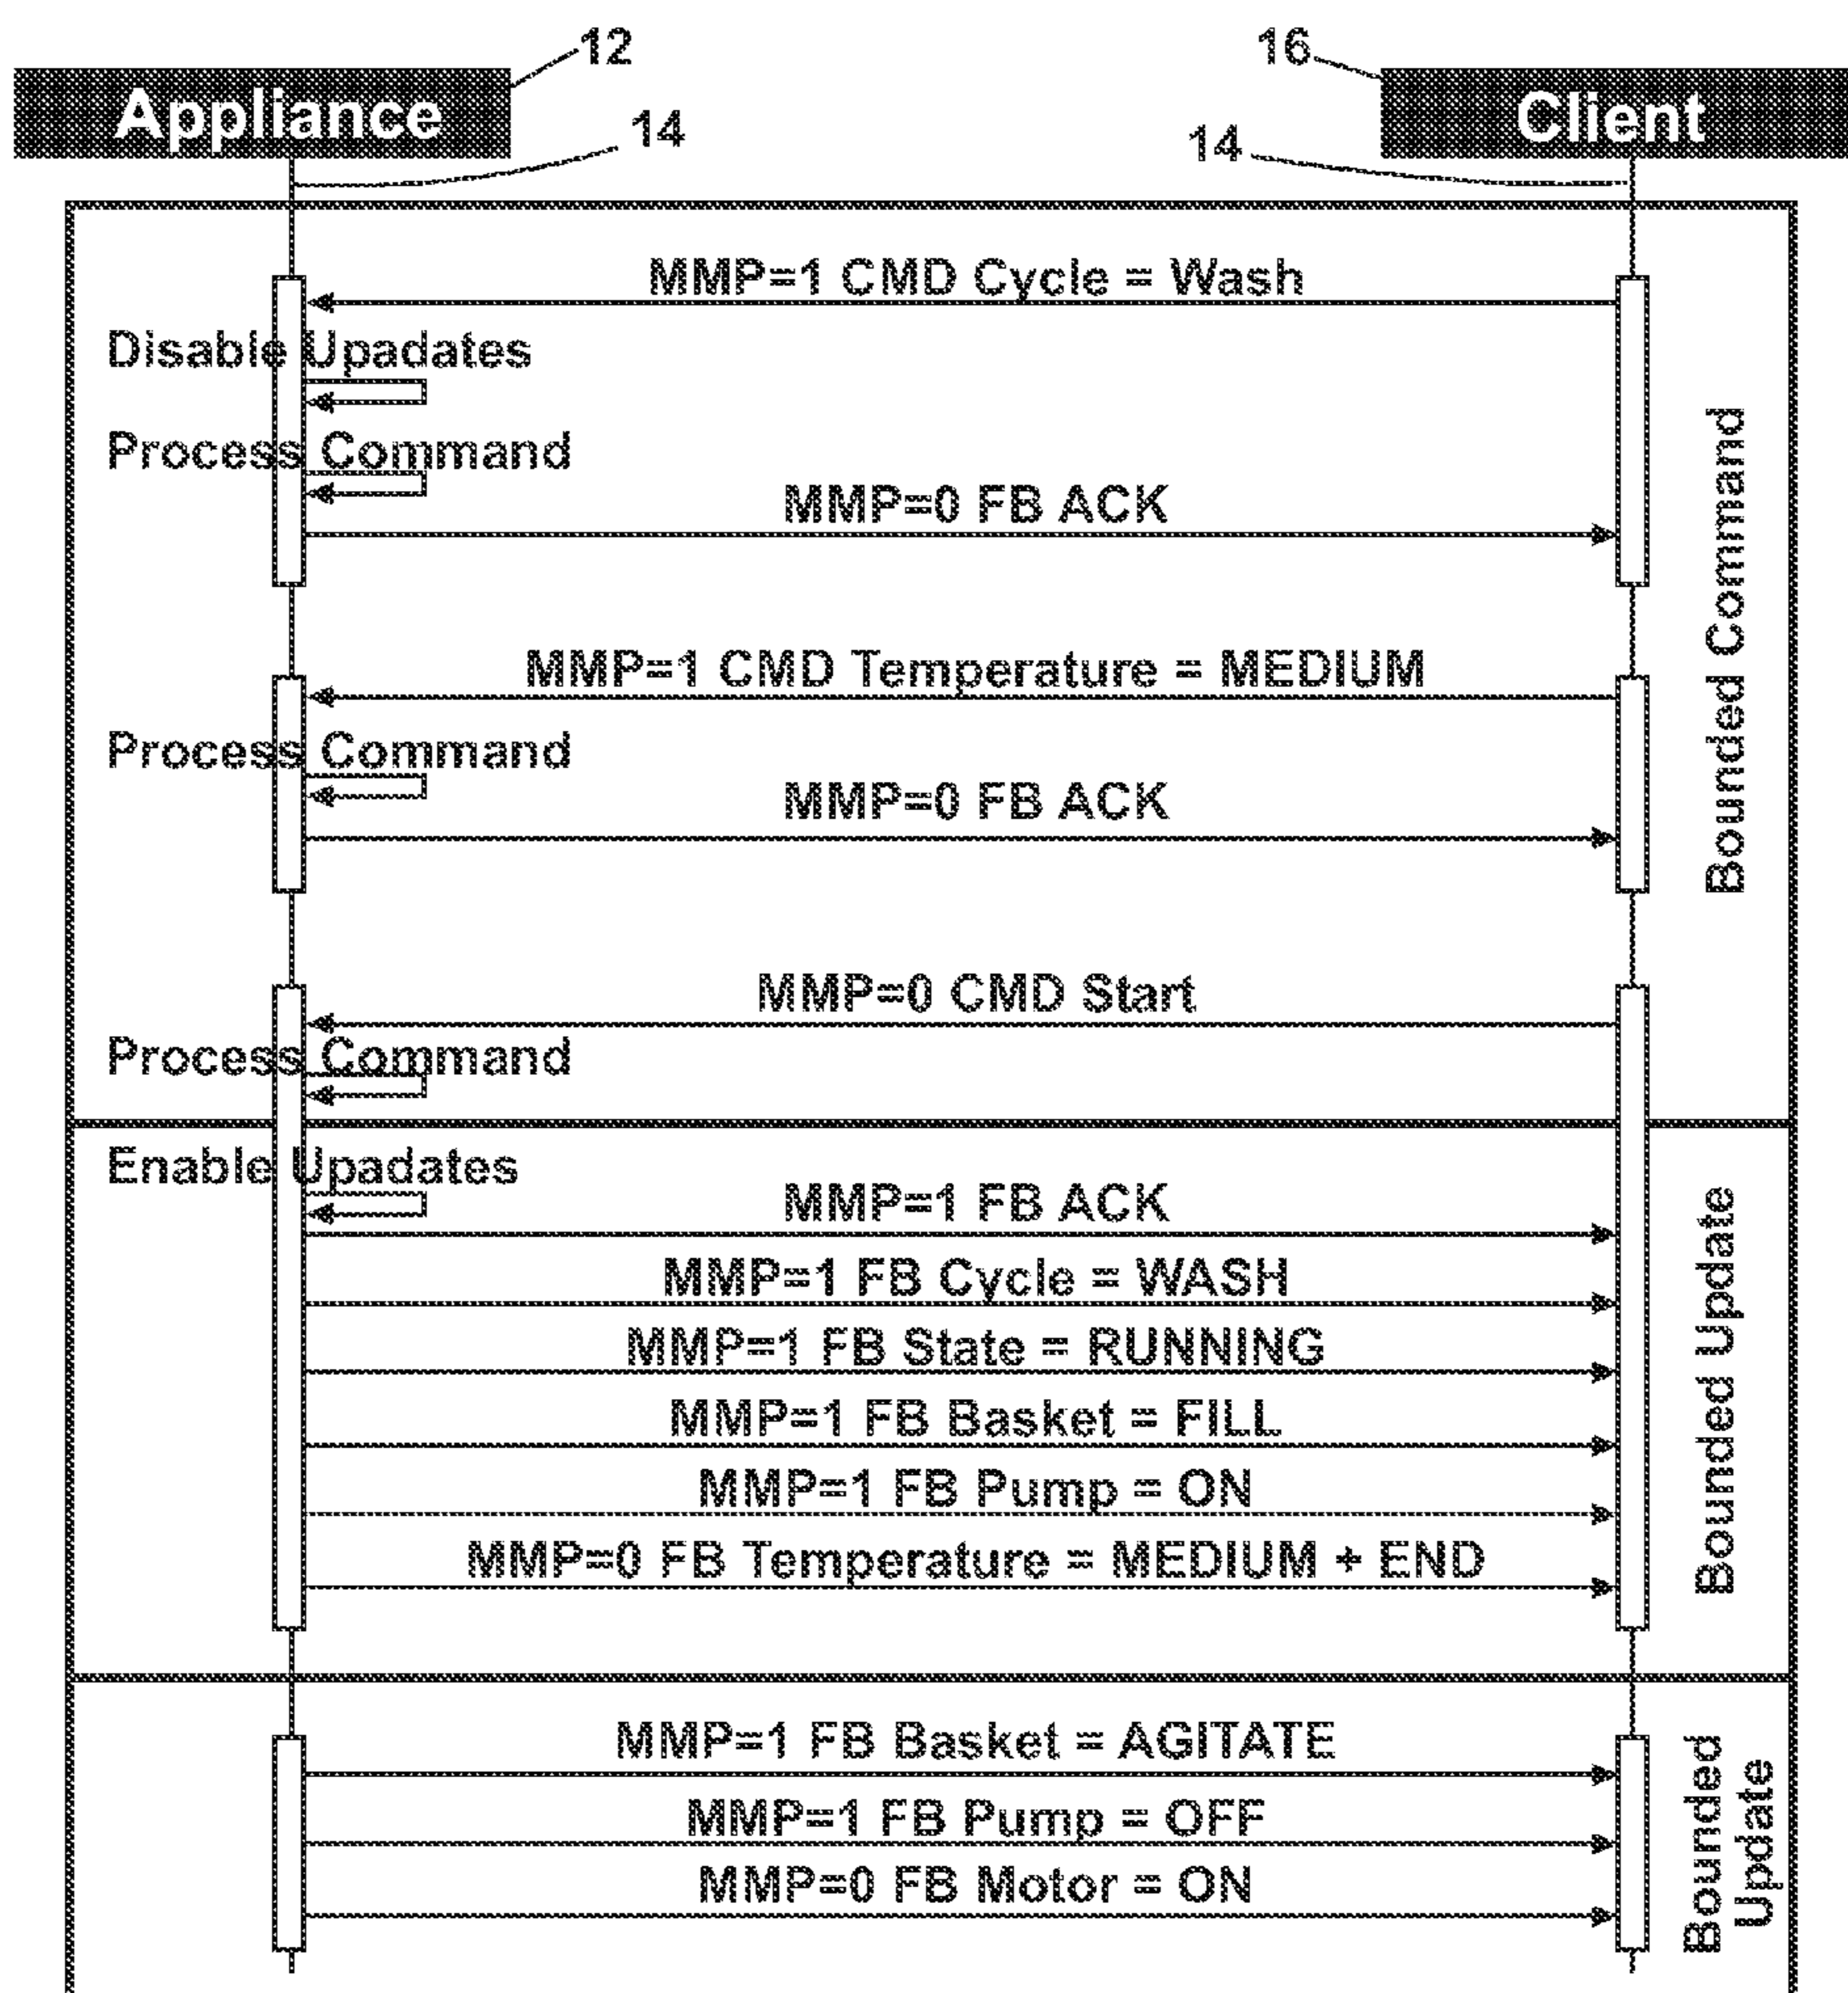 12
16
Appliance
Client
14
14
MMP=1 CMD Cycle = Wash
Disable Upadates
Process Command
MMP=0 FB ACK
MMP=1 CMD Temperature = MEDIUM
Process Command
MMP=0 FB ACK
MMP=0 CMD Start
Process Command
Bounded Command
Enable Upadates
MMP=1 FB ACK
MMP=1 FB Cycle = WASH
MMP=1 FB State = RUNNING
MMP=1 FB Basket = FILL
MMP=1 FB Pump = ON
MMP=0 FB Temperature = MEDIUM + END
Bounded Update
MMP=1 FB Basket = AGITATE
MMP=1 FB Pump = OFF
MMP=0 FB Motor = ON
Bounded
Update